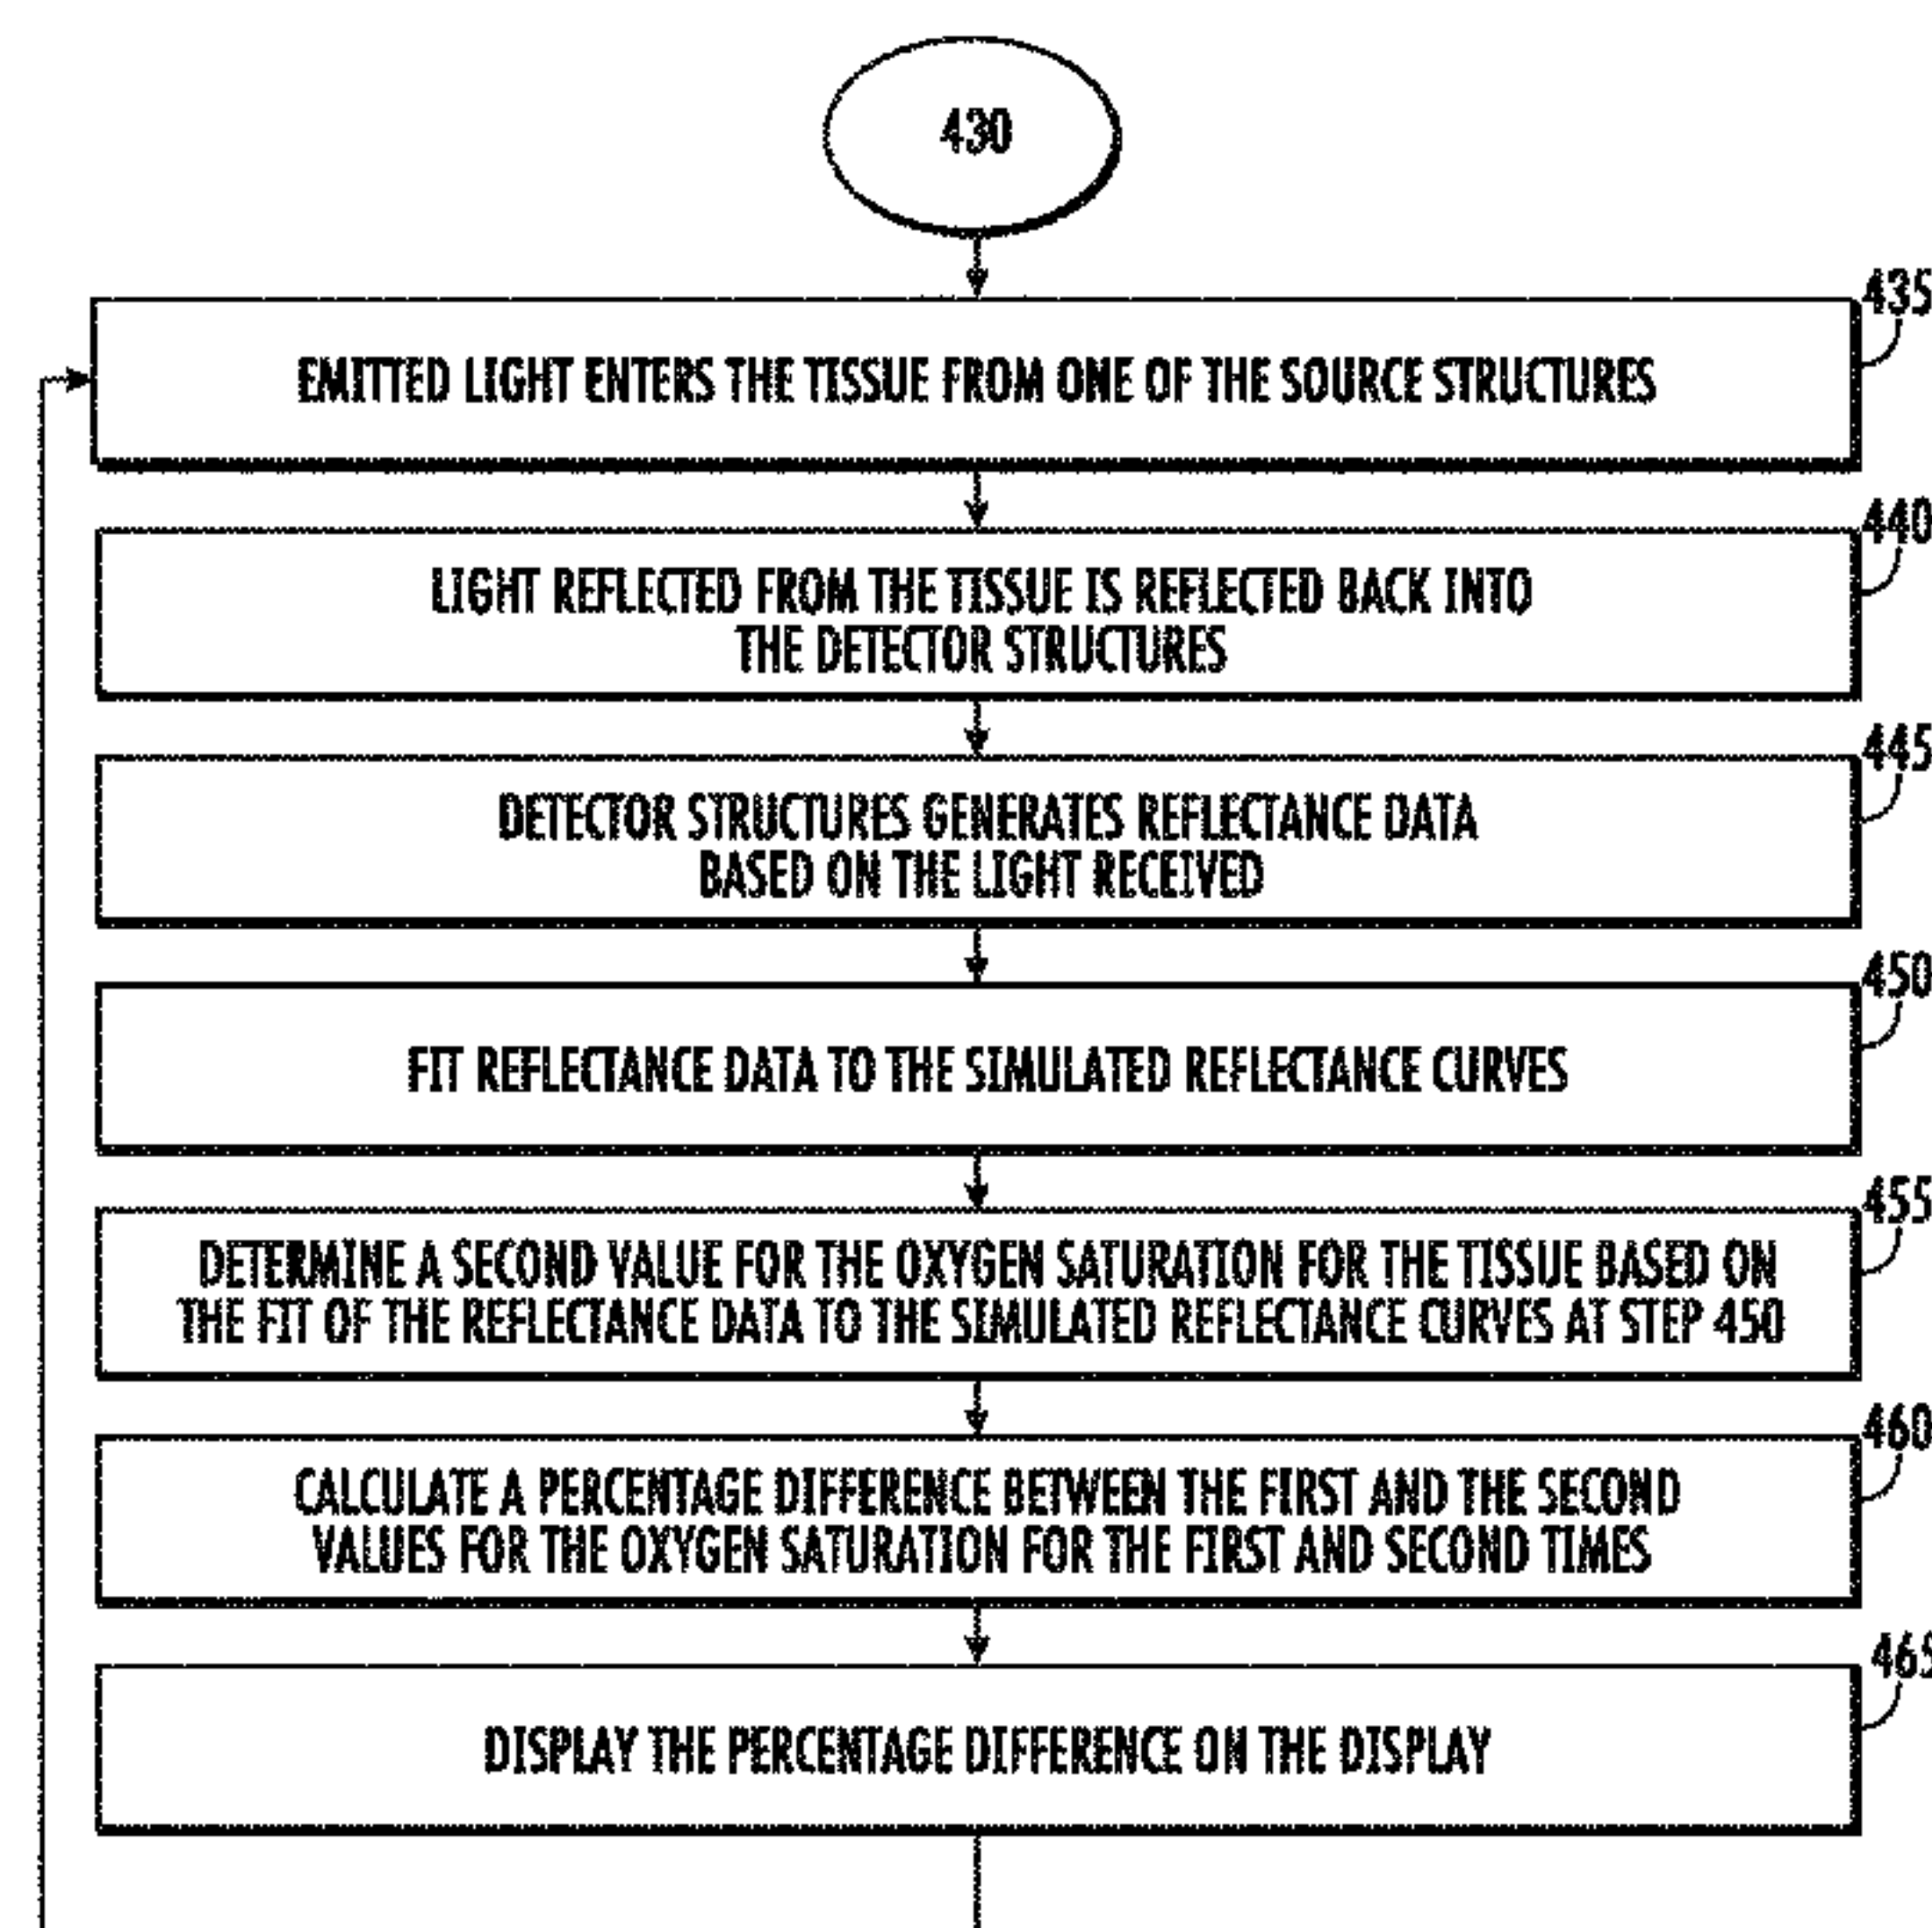 430
435
EMITTED LIGHT ENTERS THE TISSUE FROM ONE OF THE SOURCE STRUCTURES
440
LIGHT REFLECTED FROM THE TISSUE IS REFLECTED BACK INTO
THE DETECTOR STRUCTURES
445
DETECTOR STRUCTURES GENERATES REFLECTANCE DATA
BASED ON THE LIGHT RECEIVED
450
FIT REFLECTANCE DATA TO THE SIMULATED REFLECTANCE CURVES
455
DETERMINE A SECOND VALUE FOR THE OXYGEN SATURATION FOR THE TISSUE BASED ON
THE FIT OF THE REFLECTANCE DATA TO THE SIMULATED REFLECTANCE CURVES AT STEP 450
460
CALCULATE A PERCENTAGE DIFFERENCE BETWEEN THE FIRST AND THE SECOND
VALUES FOR THE OXYGEN SATURATION FOR THE FIRST AND SECOND TIMES
465
DISPLAY THE PERCENTAGE DIFFERENCE ON THE DISPLAY